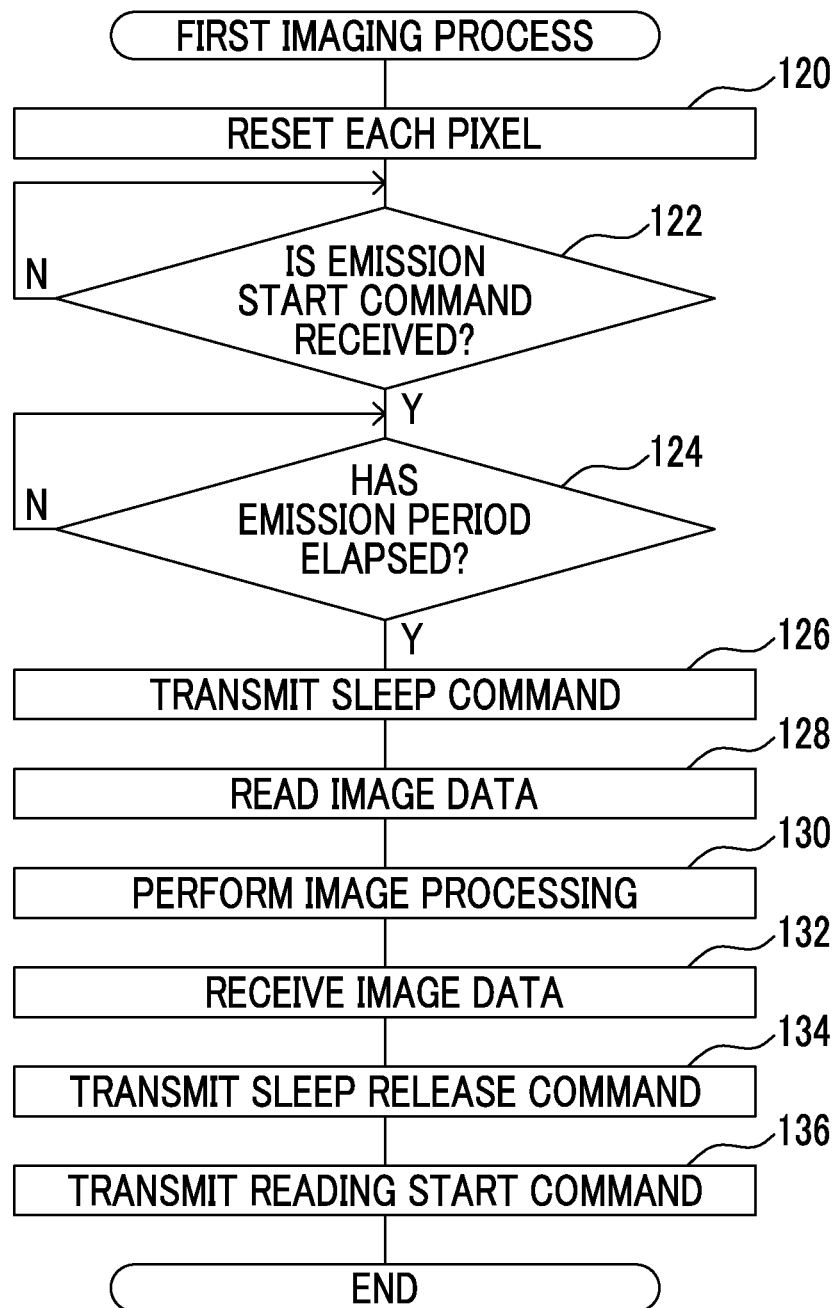 FIRST IMAGING PROCESS
120
RESET EACH PIXEL
122
IS EMISSION
START COMMAND
RECEIVED?
N
Y
124
HAS
EMISSION PERIOD
ELAPSED?
N
Y
126
TRANSMIT SLEEP COMMAND
128
READ IMAGE DATA
130
PERFORM IMAGE PROCESSING
132
RECEIVE IMAGE DATA
134
TRANSMIT SLEEP RELEASE COMMAND
136
TRANSMIT READING START COMMAND
END